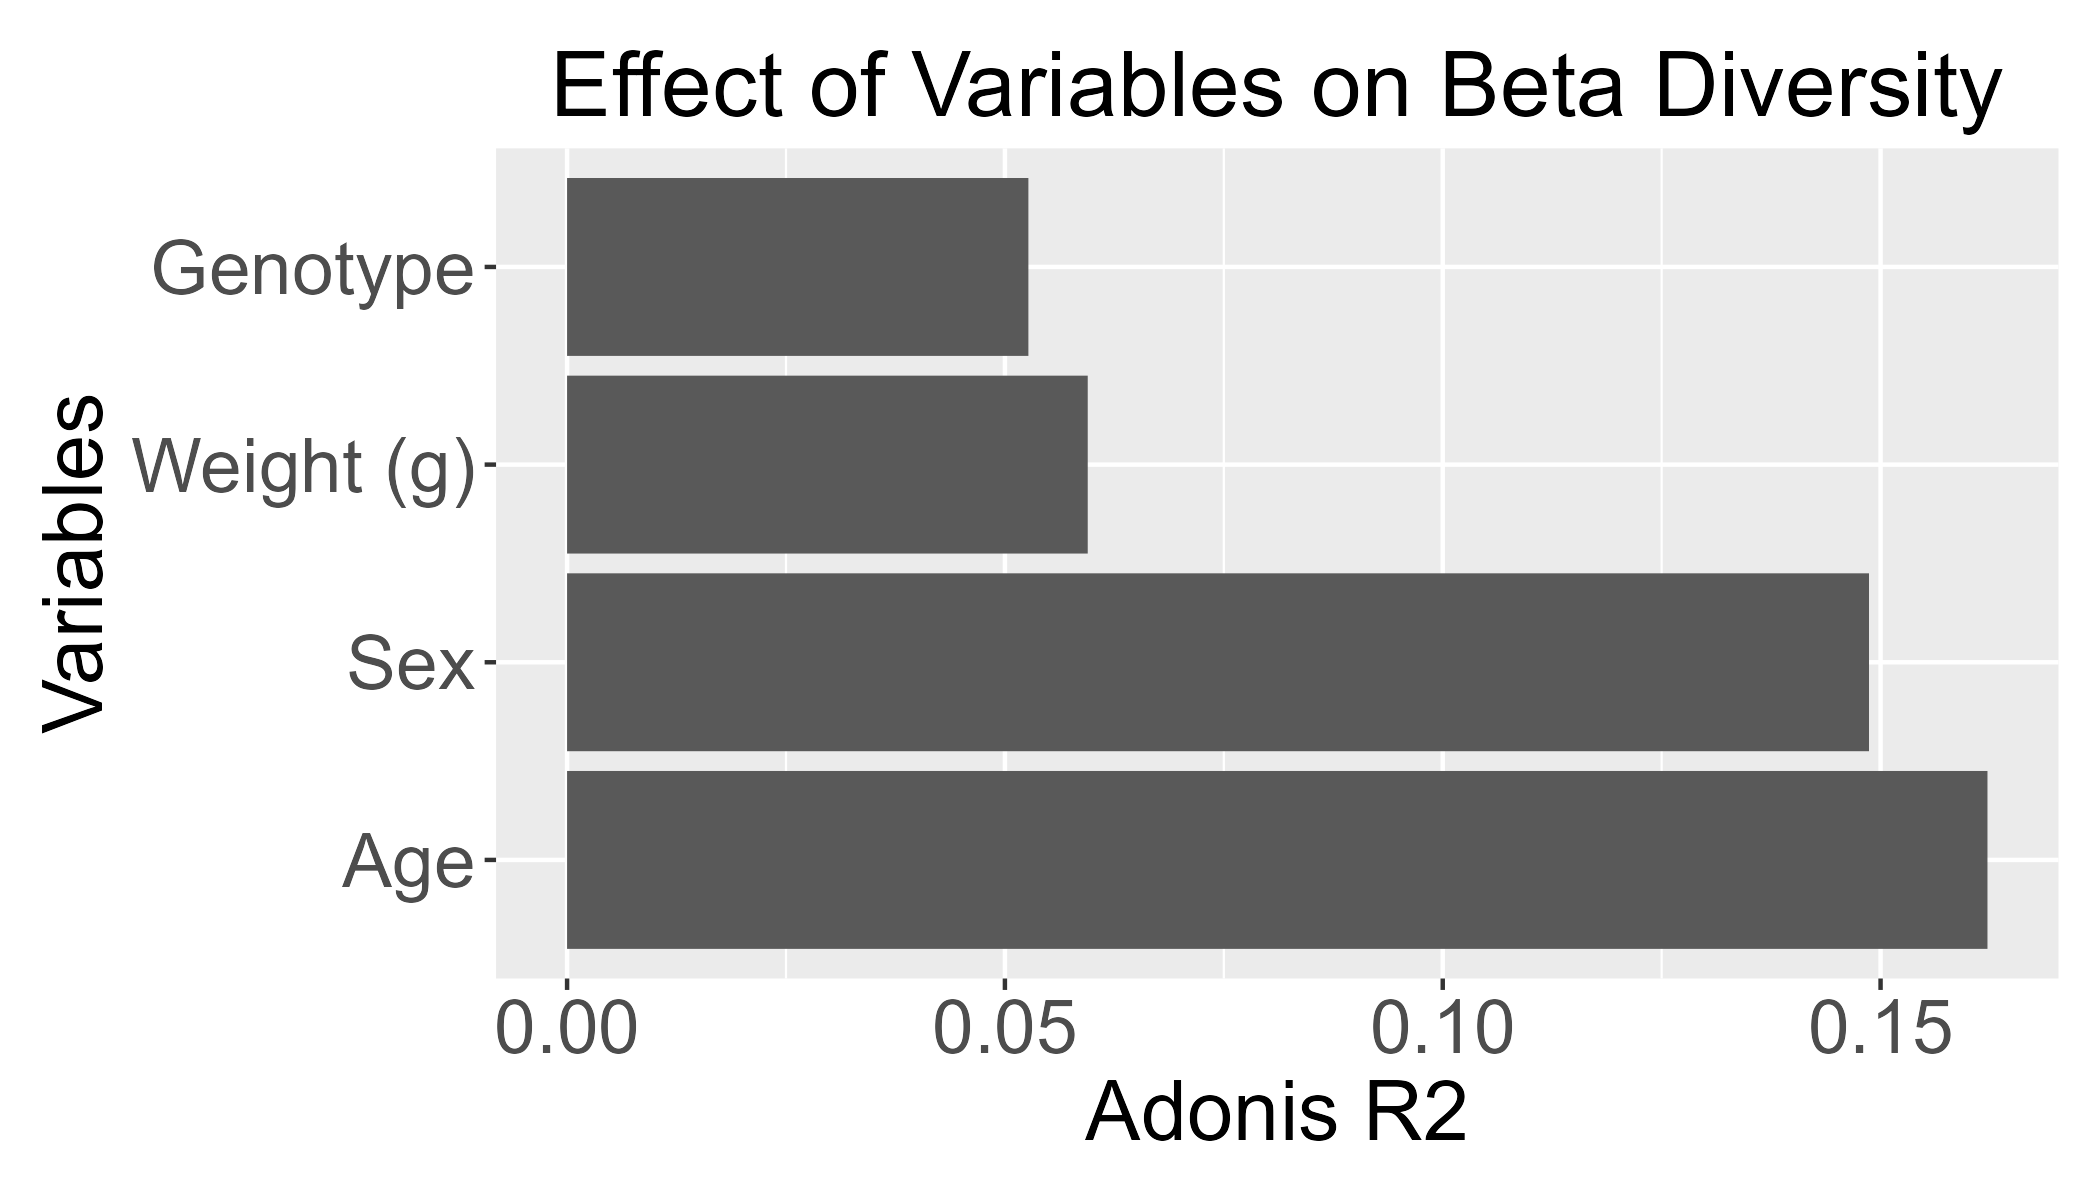 Effect of Variables on Beta Diversity
Variables
Genotype
Weight (g)
Sex
Age
0.00 0.05 0.10 0.15
Adonis R2